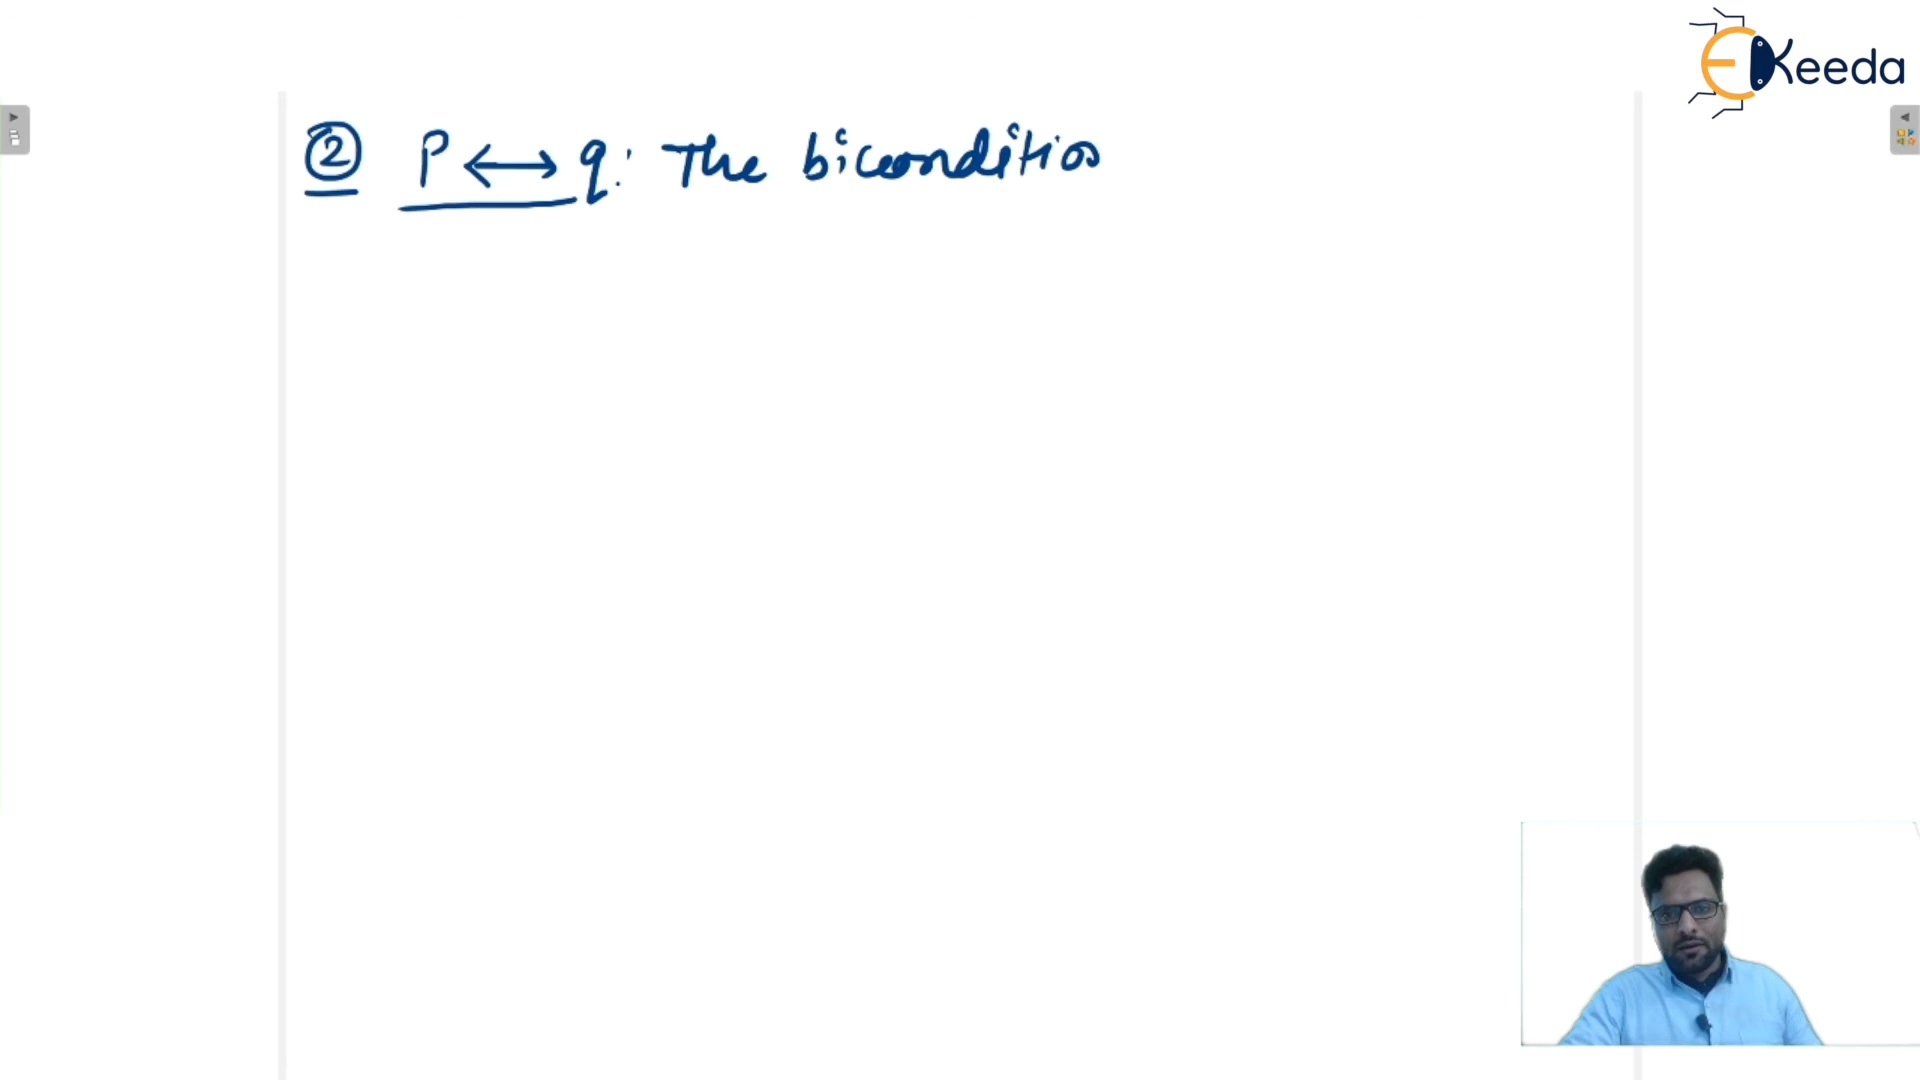 EKeeda
② P ↔ q: The biconditio